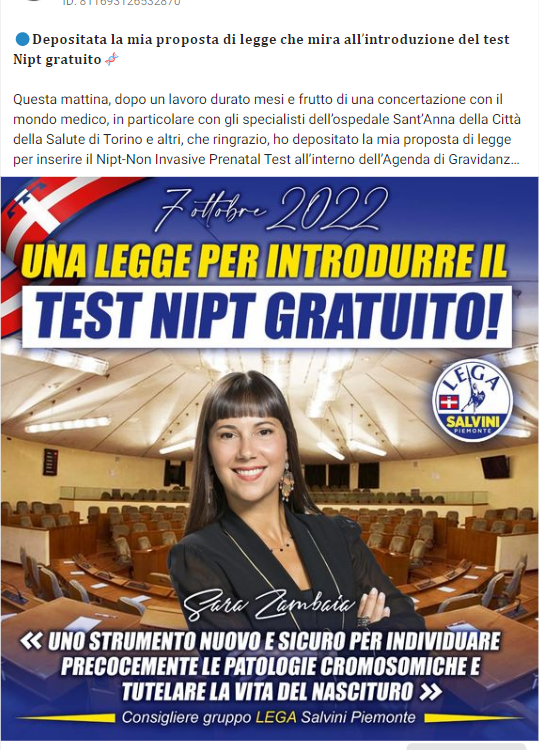 ID: 811693126532870
🔵Depositata la mia proposta di legge che mira all'introduzione del test
Nipt gratuito 🧬
Questa mattina, dopo un lavoro durato mesi e frutto di una concertazione con il
mondo medico, in particolare con gli specialisti dell'ospedale Sant'Anna della Città
della Salute di Torino e altri, che ringrazio, ho depositato la mia proposta di legge
per inserire il Nipt-Non Invasive Prenatal Test all'interno dell'Agenda di Gravidanz...
7 ottobre 2022
UNA LEGGE PER INTRODURRE IL
TEST NIPT GRATUITO!
LEGA
SALVINI
PIEMONTE
Sara Zambaia
« UNO STRUMENTO NUOVO E SICURO PER INDIVIDUARE
PRECOCEMENTE LE PATOLOGIE CROMOSOMICHE E
TUTELARE LA VITA DEL NASCITURO »
Consigliere gruppo LEGA Salvini Piemonte